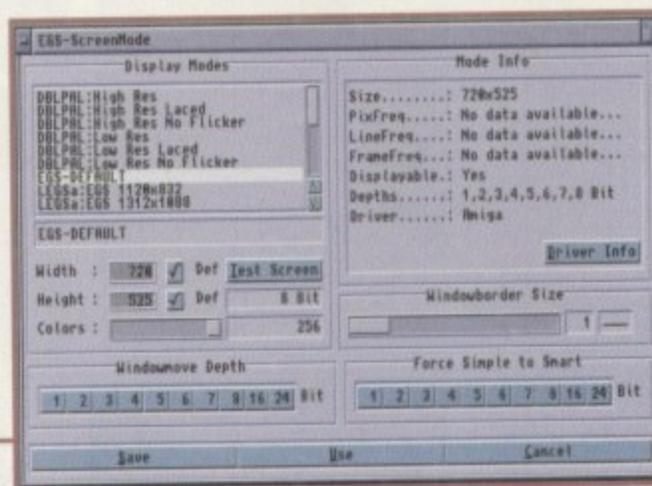 EGS-ScreenMode
Display Modes
DBLPAL:High Res
DBLPAL:High Res Laced
DBLPAL:High Res No Flicker
DBLPAL:Low Res
DBLPAL:Low Res Laced
DBLPAL:Low Res No Flicker
EGS-DEFAULT
LEGSa:EGS 1120x832
LEGSa:EGS 1312x1088
EGS-DEFAULT
Width : 720 Def Test Screen
Height : 525 Def 8 Bit
Colors : 256
Mode Info
Size........: 720x525
PixFreq.....: No data available...
LineFreq....: No data available...
FrameFreq...: No data available...
Displayable.: Yes
Depths......: 1,2,3,4,5,6,7,8 Bit
Driver......: Amiga
Driver Info
Windowborder Size
1
Windowmove Depth
1 2 3 4 5 6 7 8 16 24 Bit
Force Simple to Smart
1 2 3 4 5 6 7 8 16 24 Bit
Save Use Cancel